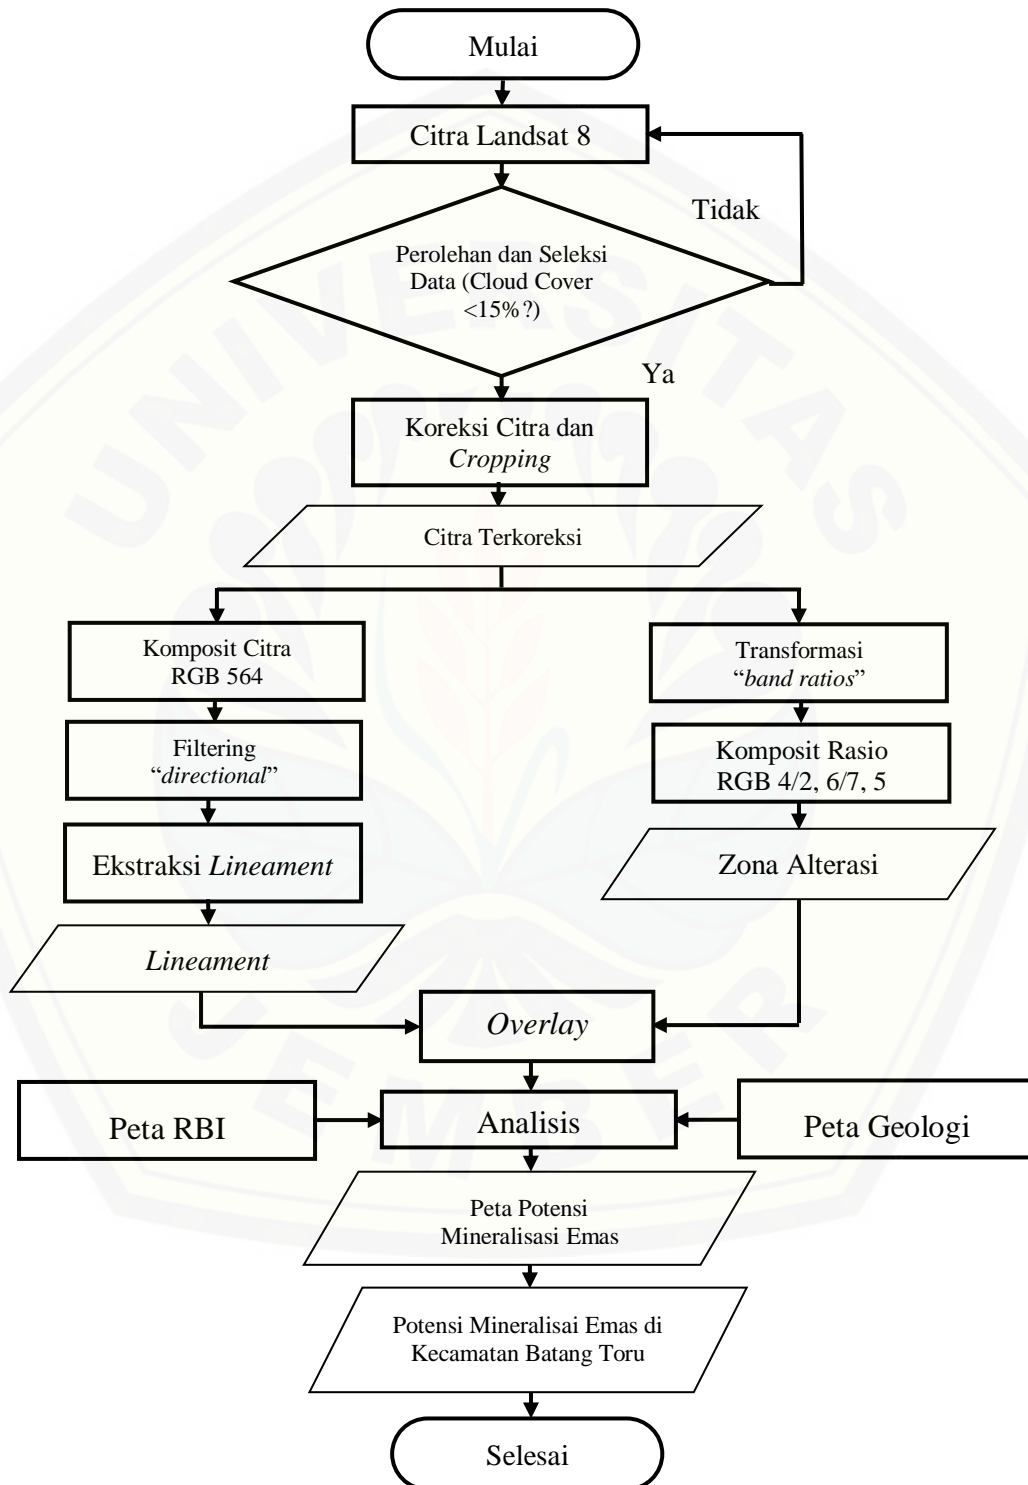 Mulai
Citra Landsat 8
Tidak
Perolehan dan Seleksi
Data (Cloud Cover
<15%?)
Ya
Koreksi Citra dan
Cropping
Citra Terkoreksi
Komposit Citra
RGB 564
Transformasi
“band ratios”
Filtering
“directional”
Komposit Rasio
RGB 4/2, 6/7, 5
Ekstraksi Lineament
Zona Alterasi
Lineament
Overlay
Peta RBI
Analisis
Peta Geologi
Peta Potensi
Mineralisasi Emas
Potensi Mineralisai Emas di
Kecamatan Batang Toru
Selesai
UNIVERSITAS
JEMBER